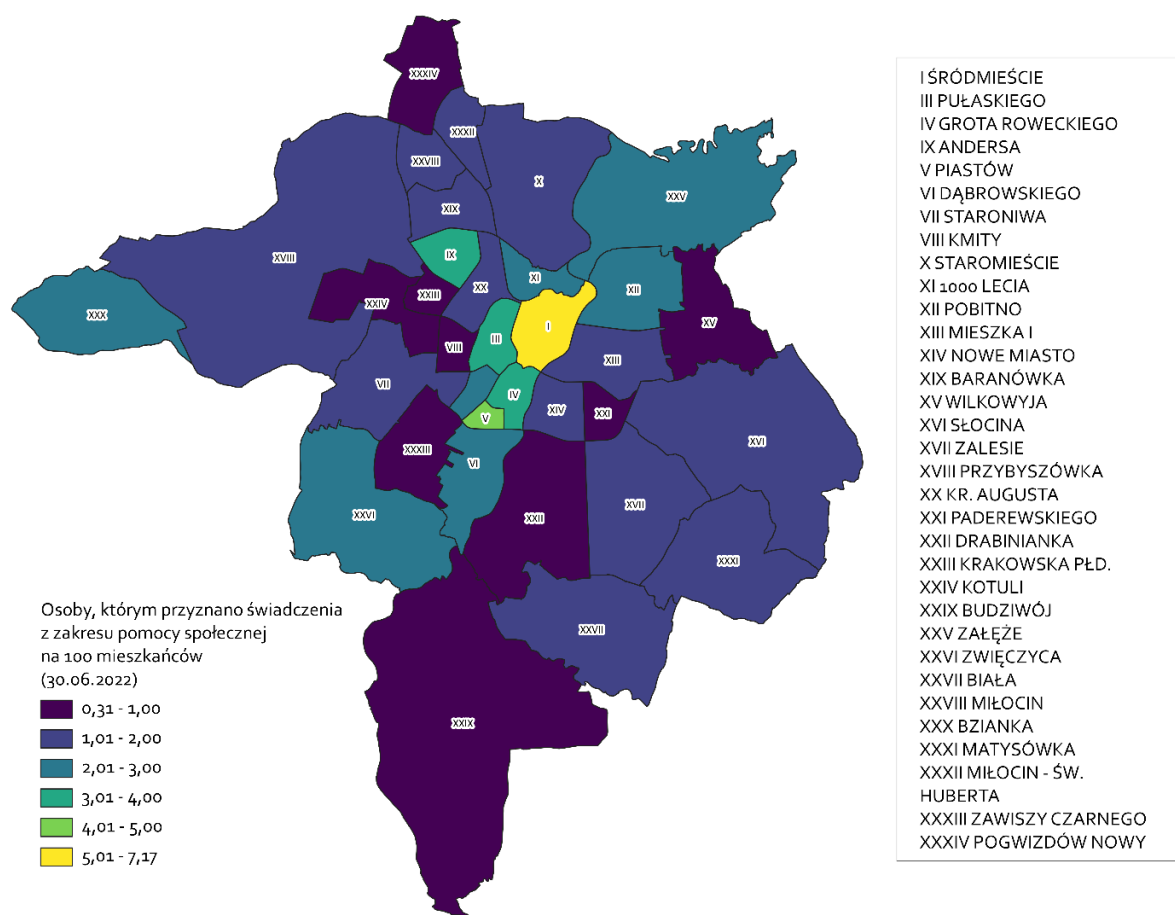 XXXIV
XXXII
XXVIII
X
XXV
XIX
IX
XVIII
XI
XII
XX
XXIII
XXIV
XXX
I
XV
III
VIII
XIII
VII
IV
XIV
XXI
V
XVI
XXXIII
VI
XXVI
XXII
XVII
XXXI
XXVII
XXIX
Osoby, którym przyznano świadczenia
z zakresu pomocy społecznej
na 100 mieszkańców
(30.06.2022)
0,31 - 1,00
1,01 - 2,00
2,01 - 3,00
3,01 - 4,00
4,01 - 5,00
5,01 - 7,17
I ŚRÓDMIEŚCIE
III PUŁASKIEGO
IV GROTA ROWECKIEGO
IX ANDERSA
V PIASTÓW
VI DĄBROWSKIEGO
VII STARONIWA
VIII KMITY
X STAROMIEŚCIE
XI 1000 LECIA
XII POBITNO
XIII MIESZKA I
XIV NOWE MIASTO
XIX BARANÓWKA
XV WILKOWYJA
XVI SŁOCINA
XVII ZALESIE
XVIII PRZYBYSZÓWKA
XX KR. AUGUSTA
XXI PADEREWSKIEGO
XXII DRABINIANKA
XXIII KRAKOWSKA PŁD.
XXIV KOTULI
XXIX BUDZIWÓJ
XXV ZAŁĘŻE
XXVI ZWIĘCZYCA
XXVII BIAŁA
XXVIII MIŁOCIN
XXX BZIANKA
XXXI MATYSÓWKA
XXXII MIŁOCIN - ŚW.
HUBERTA
XXXIII ZAWISZY CZARNEGO
XXXIV POGWIZDÓW NOWY